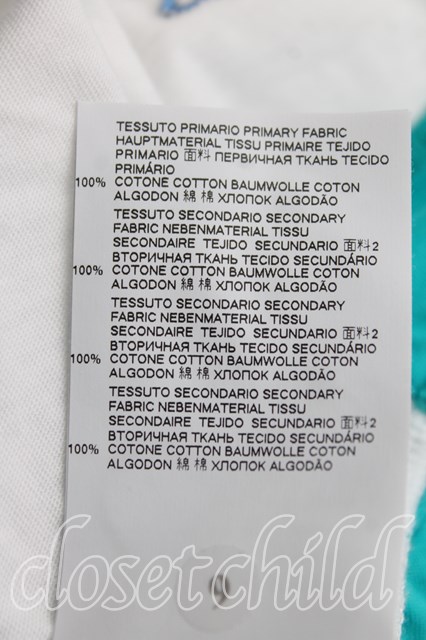 TESSUTO PRIMARIO PRIMARY FABRIC
HAUPTMATERIAL TISSU PRIMAIRE TEJIDO
PRIMARIO 面料 ПЕРВИЧНАЯ ТКАНЬ TECIDO
PRIMÁRIO
100% COTONE COTTON BAUMWOLLE COTON
ALGODON 綿 棉 ХЛОПОК ALGODÃO
TESSUTO SECONDARIO SECONDARY
FABRIC NEBENMATERIAL TISSU
SECONDAIRE TEJIDO SECUNDARIO 面料2
ВТОРИЧНАЯ ТКАНЬ TECIDO SECUNDÁRIO
100% COTONE COTTON BAUMWOLLE COTON
ALGODON 綿 棉 ХЛОПОК ALGODÃO
TESSUTO SECONDARIO SECONDARY
FABRIC NEBENMATERIAL TISSU
SECONDAIRE TEJIDO SECUNDARIO 面料2
ВТОРИЧНАЯ ТКАНЬ TECIDO SECUNDÁRIO
100% COTONE COTTON BAUMWOLLE COTON
ALGODON 綿 棉 ХЛОПОК ALGODÃO
TESSUTO SECONDARIO SECONDARY
FABRIC NEBENMATERIAL TISSU
SECONDAIRE TEJIDO SECUNDARIO 面料2
ВТОРИЧНАЯ ТКАНЬ TECIDO SECUNDÁRIO
100% COTONE COTTON BAUMWOLLE COTON
ALGODON 綿 棉 ХЛОПОК ALGODÃO
closet child